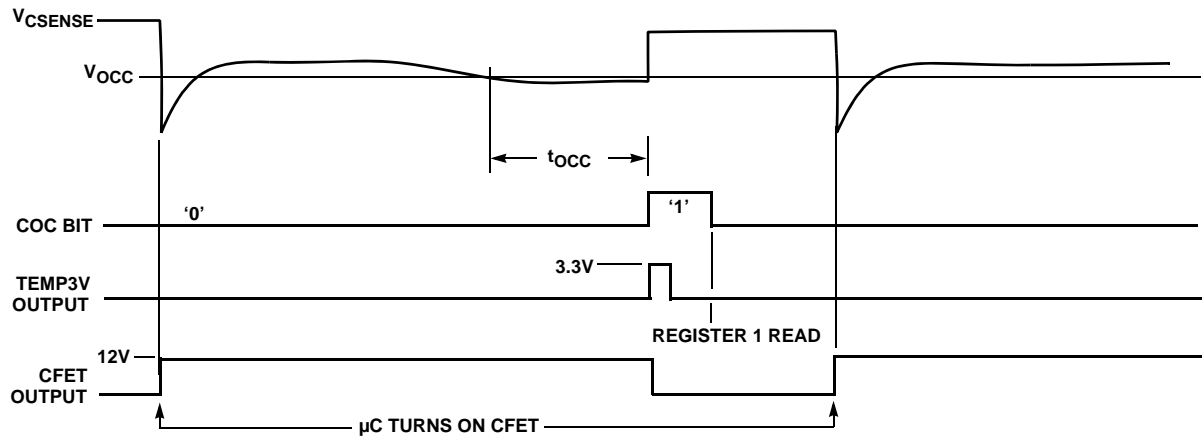 VCSENSE
VOCC
tOCC
COC BIT
‘0’
‘1’
3.3V
TEMP3V
OUTPUT
REGISTER 1 READ
12V
CFET
OUTPUT
µC TURNS ON CFET